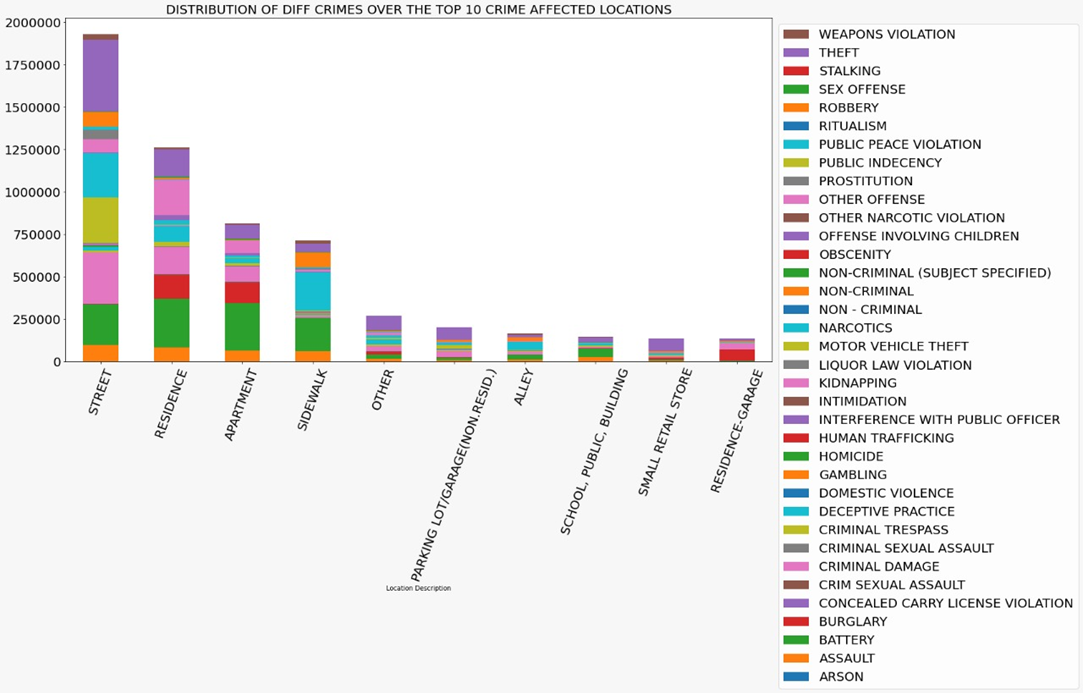 DISTRIBUTION OF DIFF CRIMES OVER THE TOP 10 CRIME AFFECTED LOCATIONS
2000000
1750000
1500000
1250000
1000000
750000
500000
250000
0
STREET
RESIDENCE
APARTMENT
SIDEWALK
OTHER
PARKING LOT/GARAGE(NON.RESID.)
ALLEY
SCHOOL, PUBLIC, BUILDING
SMALL RETAIL STORE
RESIDENCE-GARAGE
Location Description
WEAPONS VIOLATION
THEFT
STALKING
SEX OFFENSE
ROBBERY
RITUALISM
PUBLIC PEACE VIOLATION
PUBLIC INDECENCY
PROSTITUTION
OTHER OFFENSE
OTHER NARCOTIC VIOLATION
OFFENSE INVOLVING CHILDREN
OBSCENITY
NON-CRIMINAL (SUBJECT SPECIFIED)
NON-CRIMINAL
NON - CRIMINAL
NARCOTICS
MOTOR VEHICLE THEFT
LIQUOR LAW VIOLATION
KIDNAPPING
INTIMIDATION
INTERFERENCE WITH PUBLIC OFFICER
HUMAN TRAFFICKING
HOMICIDE
GAMBLING
DOMESTIC VIOLENCE
DECEPTIVE PRACTICE
CRIMINAL TRESPASS
CRIMINAL SEXUAL ASSAULT
CRIMINAL DAMAGE
CRIM SEXUAL ASSAULT
CONCEALED CARRY LICENSE VIOLATION
BURGLARY
BATTERY
ASSAULT
ARSON